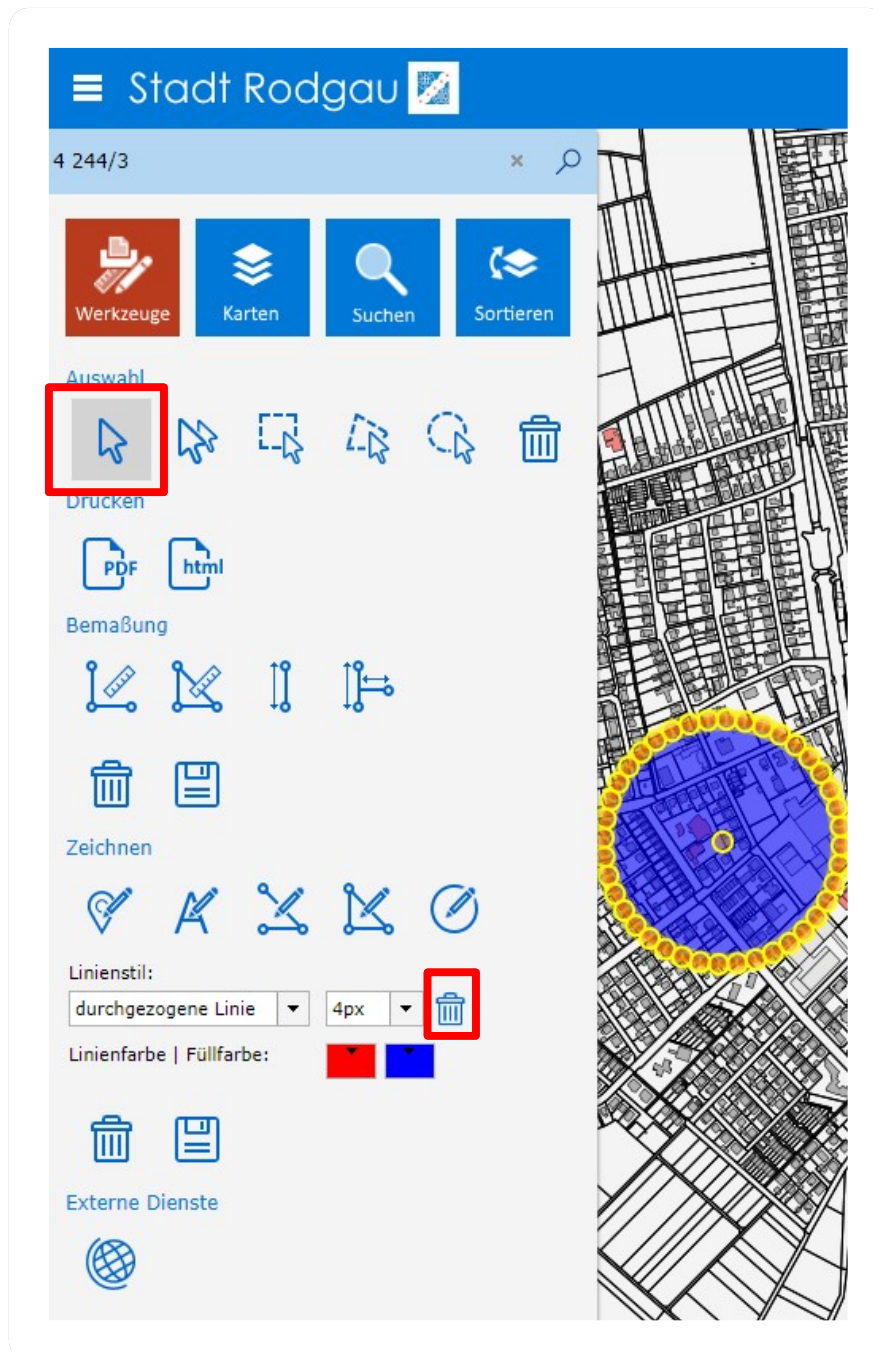 Stadt Rodgau
4 244/3
Werkzeuge
Karten
Suchen
Sortieren
Auswahl
Drucken
PDF
html
Bemaßung
Zeichnen
Linienstil:
durchgezogene Linie
4px
Linienfarbe | Füllfarbe:
Externe Dienste